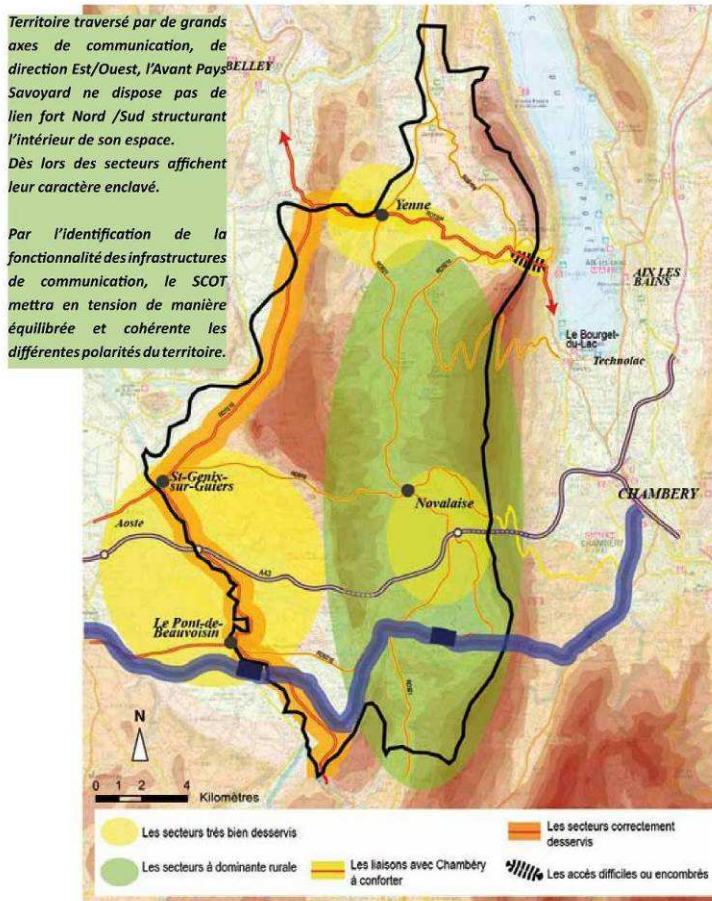 Territoire traversé par de grands
axes de communication, de
direction Est/Ouest, l'Avant Pays
Savoyard ne dispose pas de
lien fort Nord /Sud structurant
l'intérieur de son espace.
Dès lors des secteurs affichent
leur caractère enclavé.
Par l'identification de la
fonctionnalité des infrastructures
de communication, le SCOT
mettra en tension de manière
équilibrée et cohérente les
différentes polarités du territoire.
BELLEY
Yenne
AIX LES
BAINS
Le Bourget-
du-Lac
Technolac
St-Genix-
sur-Guiers
Novalaise
CHAMBERY
Aoste
A43
Le Pont-de-
Beauvoisin
N
0 1 2 4
Kilomètres
Les secteurs trés bien desservis
Les secteurs correctement
desservis
Les secteurs à dominante rurale
Les liaisons avec Chambéry
à conforter
Les accès difficiles ou encombrés